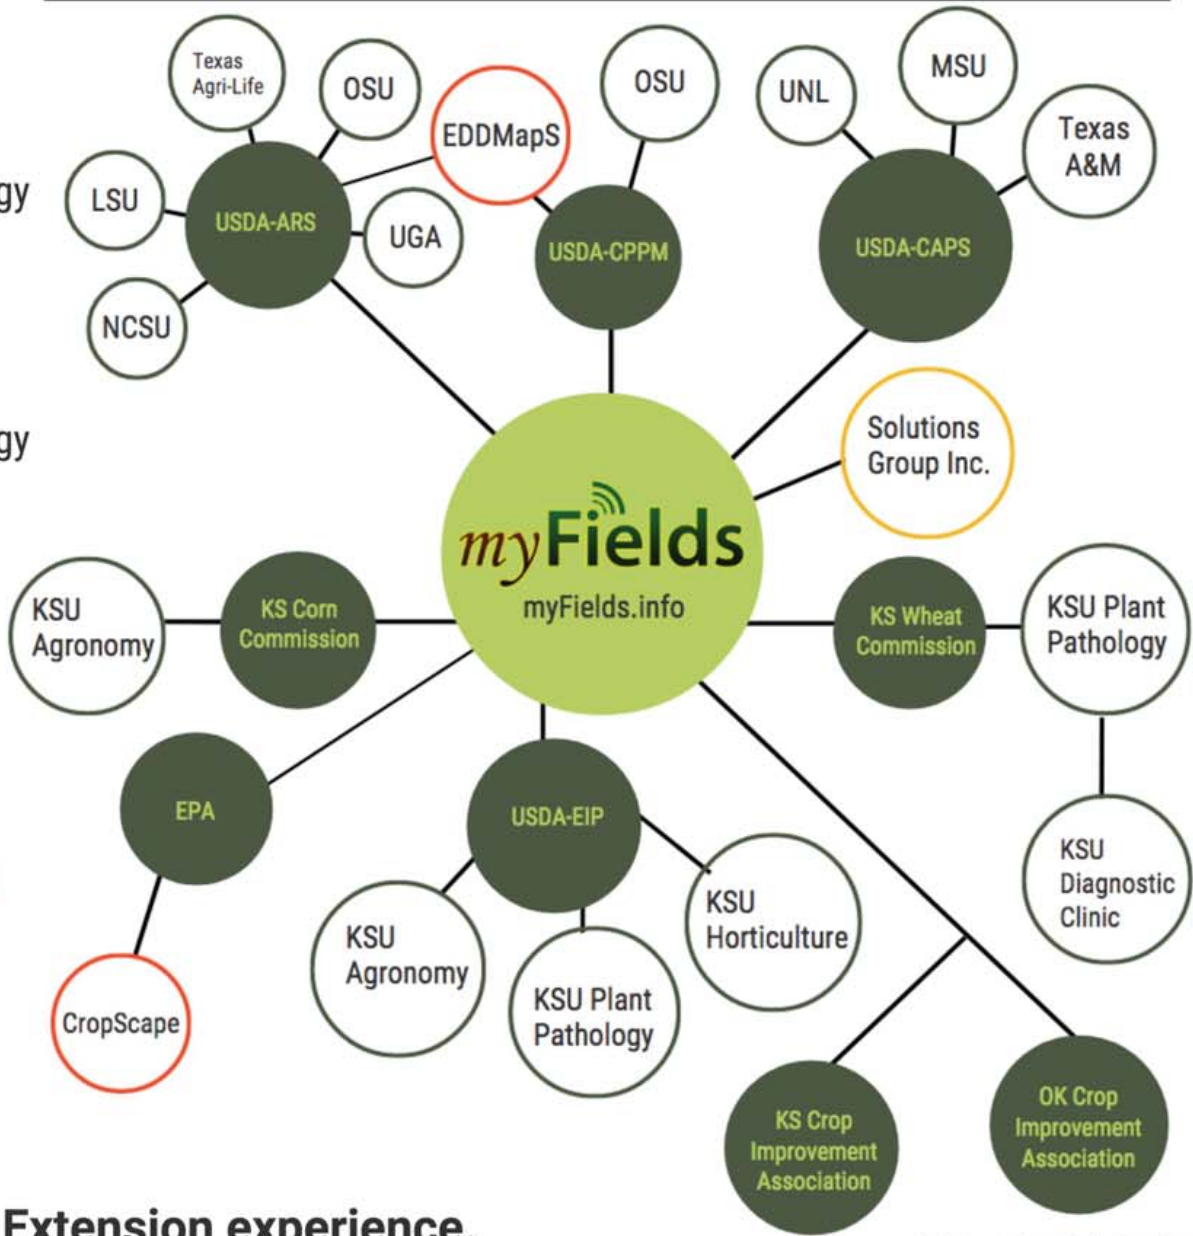 Texas
Agri-Life
OSU
EDDMapS
OSU
UNL
MSU
Texas
A&M
gy
LSU
USDA-ARS
UGA
USDA-CPPM
USDA-CAPS
NCSU
Solutions
Group Inc.
gy
myFields
myFields.info
KSU
Agronomy
KS Corn
Commission
KS Wheat
Commission
KSU Plant
Pathology
EPA
USDA-EIP
KSU
Diagnostic
Clinic
KSU
Horticulture
KSU
Agronomy
KSU Plant
Pathology
CropScape
KS Crop
Improvement
Association
OK Crop
Improvement
Association
Extension experience.